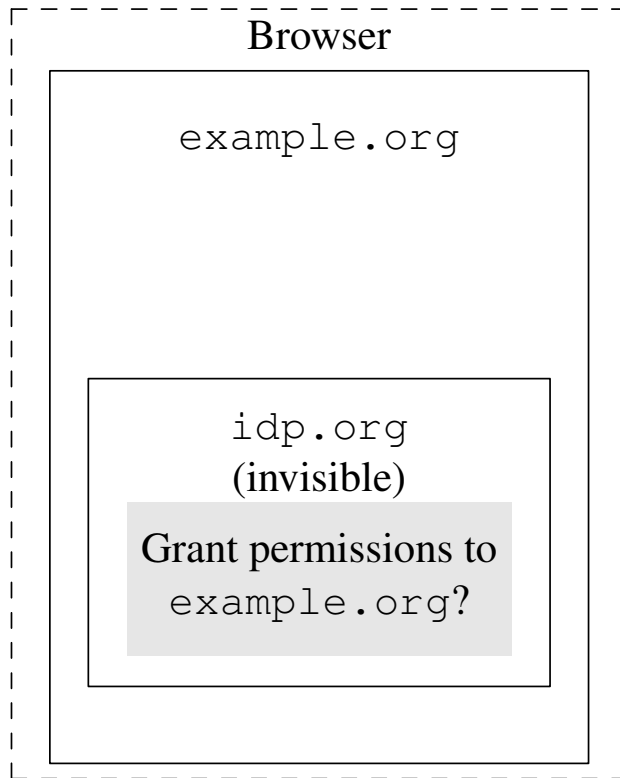 Browser
example.org
idp.org
(invisible)
Grant permissions to
example.org?